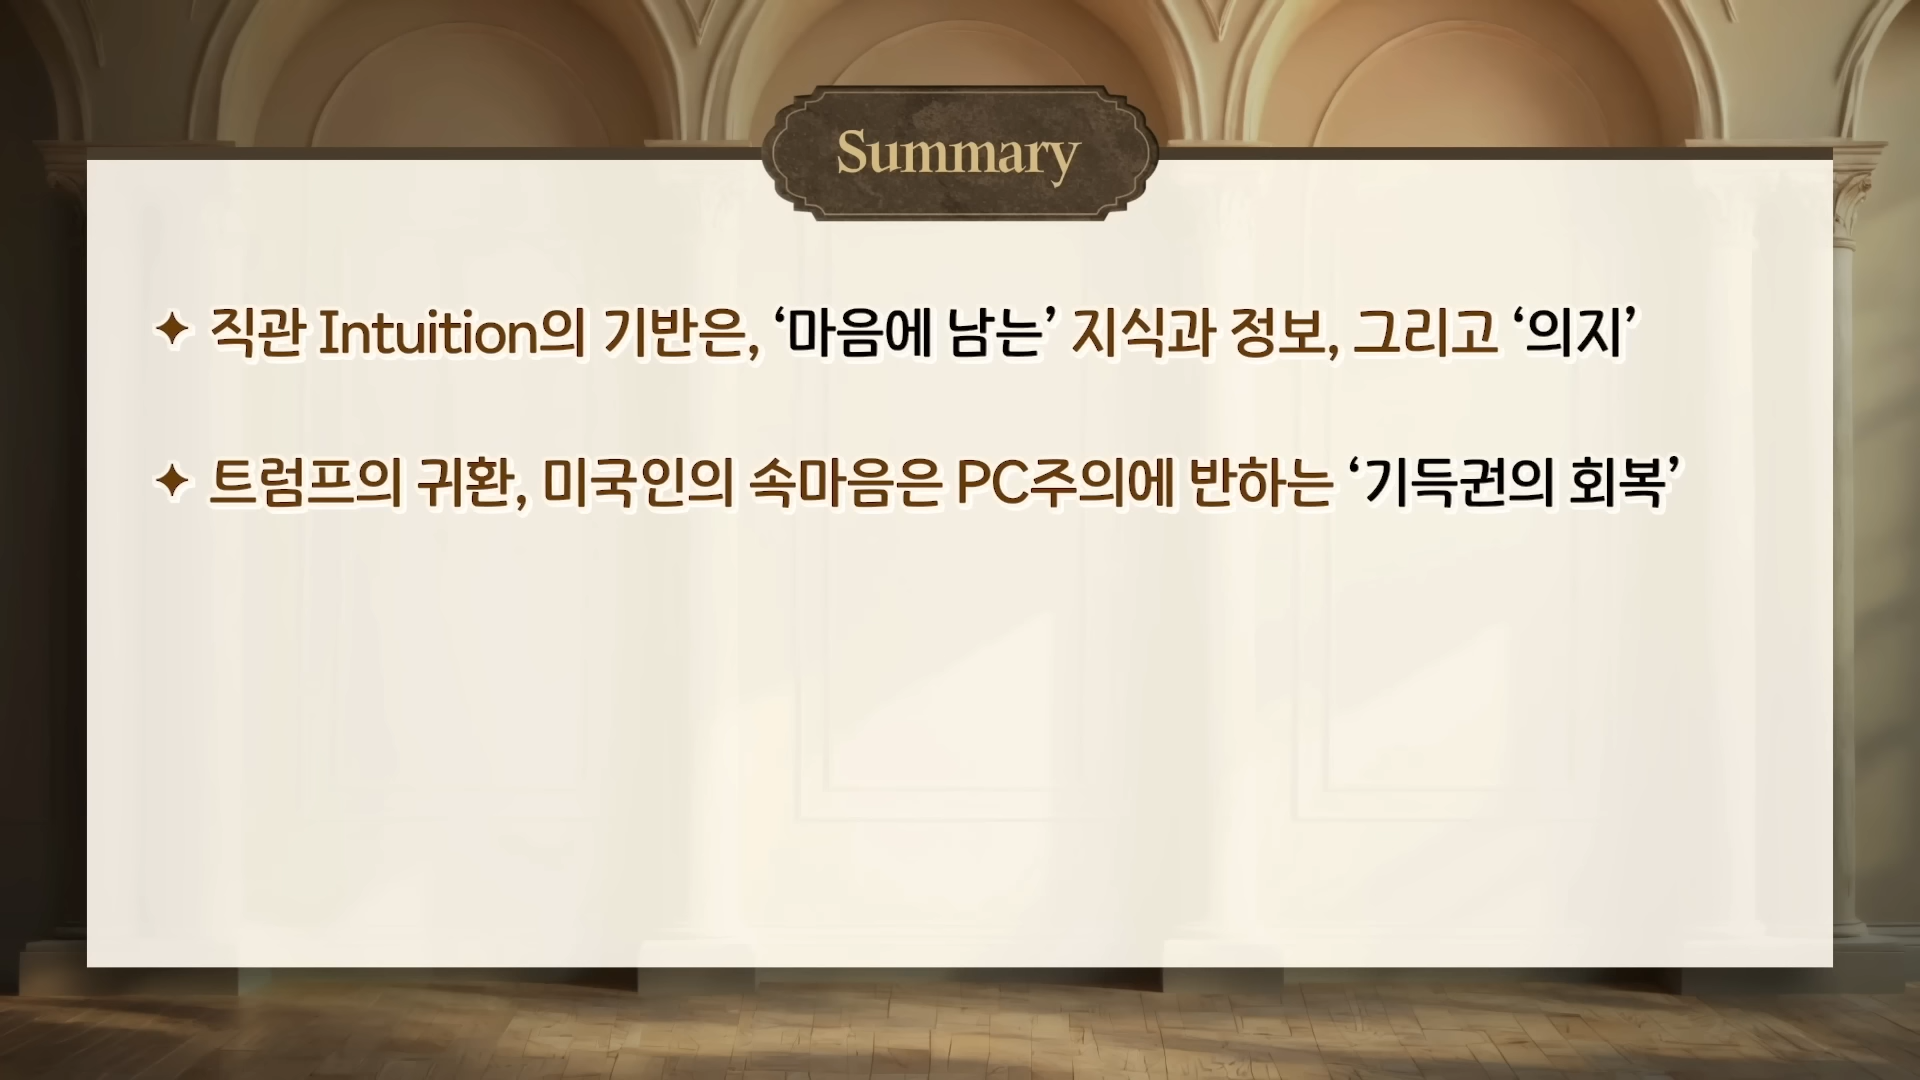 Summary
✦ 직관 Intuition의 기반은, ‘마음에 남는’ 지식과 정보, 그리고 ‘의지’
✦ 트럼프의 귀환, 미국인의 속마음은 PC주의에 반하는 ‘기득권의 회복’